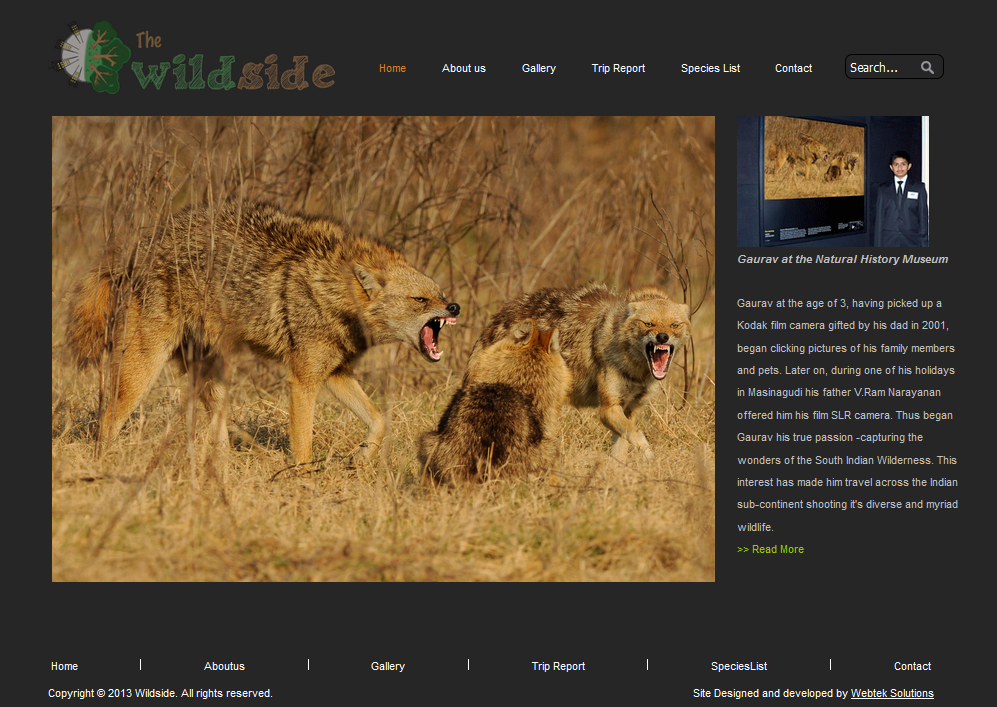 The
wildside
Home About us Gallery Trip Report Species List Contact Search...
Gaurav at the Natural History Museum
Gaurav at the age of 3, having picked up a
Kodak film camera gifted by his dad in 2001,
began clicking pictures of his family members
and pets. Later on, during one of his holidays
in Masinagudi his father V.Ram Narayanan
offered him his film SLR camera. Thus began
Gaurav his true passion -capturing the
wonders of the South Indian Wilderness. This
interest has made him travel across the Indian
sub-continent shooting it's diverse and myriad
wildlife.
>> Read More
Home | Aboutus | Gallery | Trip Report | SpeciesList | Contact
Copyright © 2013 Wildside. All rights reserved. Site Designed and developed by Webtek Solutions